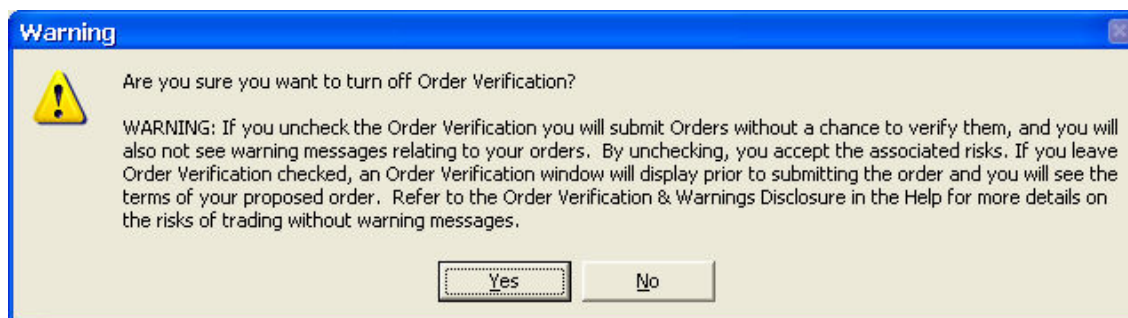 Warning
Are you sure you want to turn off Order Verification?
WARNING: If you uncheck the Order Verification you will submit Orders without a chance to verify them, and you will
also not see warning messages relating to your orders.  By unchecking, you accept the associated risks. If you leave
Order Verification checked, an Order Verification window will display prior to submitting the order and you will see the
terms of your proposed order.  Refer to the Order Verification & Warnings Disclosure in the Help for more details on
the risks of trading without warning messages.
Yes No